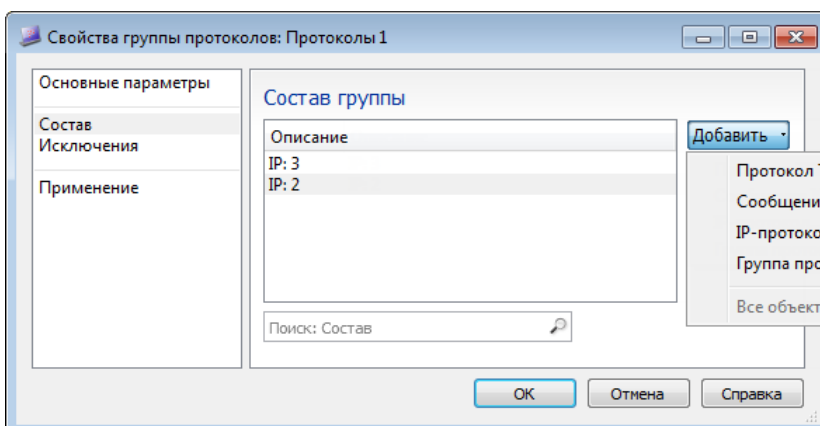 Свойства группы протоколов: Протоколы 1
Основные параметры
Состав
Исключения
Применение
Состав группы
Описание
IP: 3
IP: 2
Добавить
Протокол
Сообщени
IP-протоко
Группа про
Все объект
Поиск: Состав
OK
Отмена
Справка